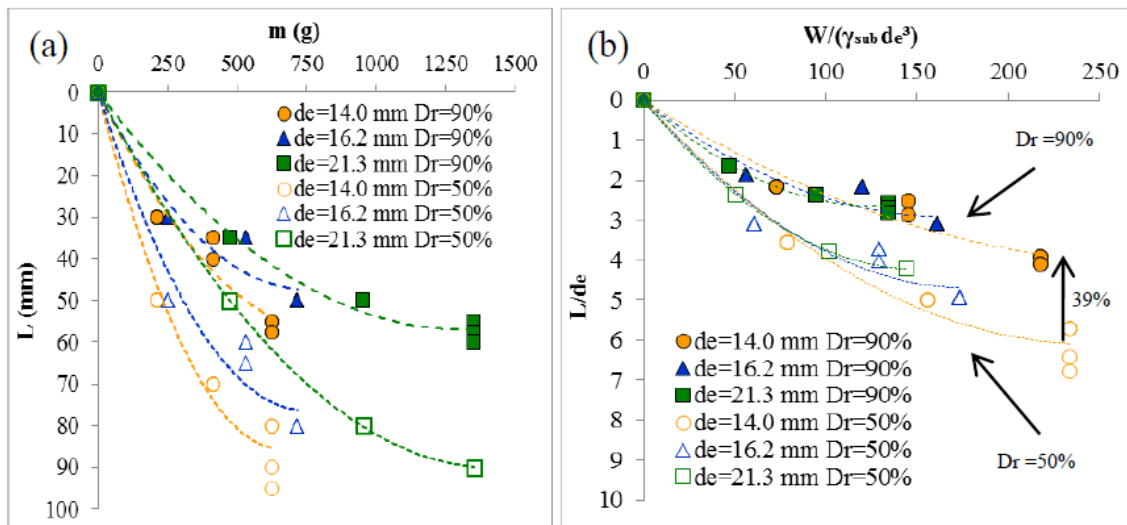 (a)
m (g)
0 250 500 750 1000 1250 1500
0
10
20
30
40
50
60
70
80
90
100
L (mm)
de=14.0 mm Dr=90%
de=16.2 mm Dr=90%
de=21.3 mm Dr=90%
de=14.0 mm Dr=50%
de=16.2 mm Dr=50%
de=21.3 mm Dr=50%
(b)
W/(γsub de³)
0 50 100 150 200 250
0
1
2
3
4
5
6
7
8
9
10
L/de
Dr =90%
39%
de=14.0 mm Dr=90%
de=16.2 mm Dr=90%
de=21.3 mm Dr=90%
de=14.0 mm Dr=50%
de=16.2 mm Dr=50%
de=21.3 mm Dr=50%
Dr =50%